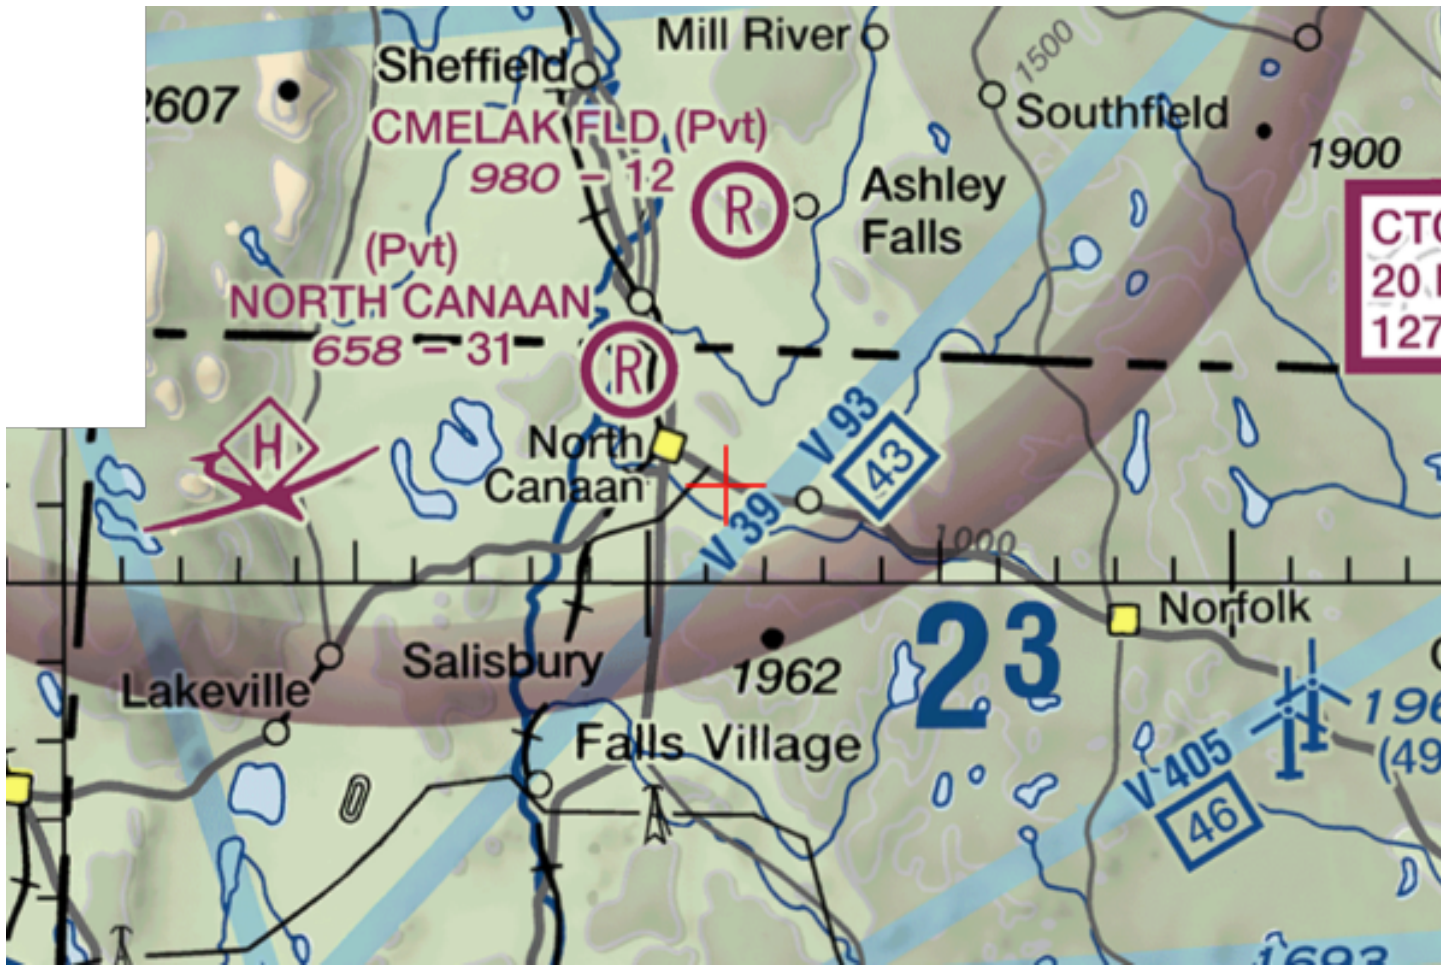 Mill River
Sheffield
1500
2607
Southfield
CMELAK FLD (Pvt)
980 - 12
1900
R
Ashley
Falls
(Pvt)
NORTH CANAAN
658 - 31
R
CTC
20
127
V 93
43
H
North
Canaan
V 39
1000
23
Norfolk
Salisbury
1962
Lakeville
196
(49
Falls Village
V 405
46
1693